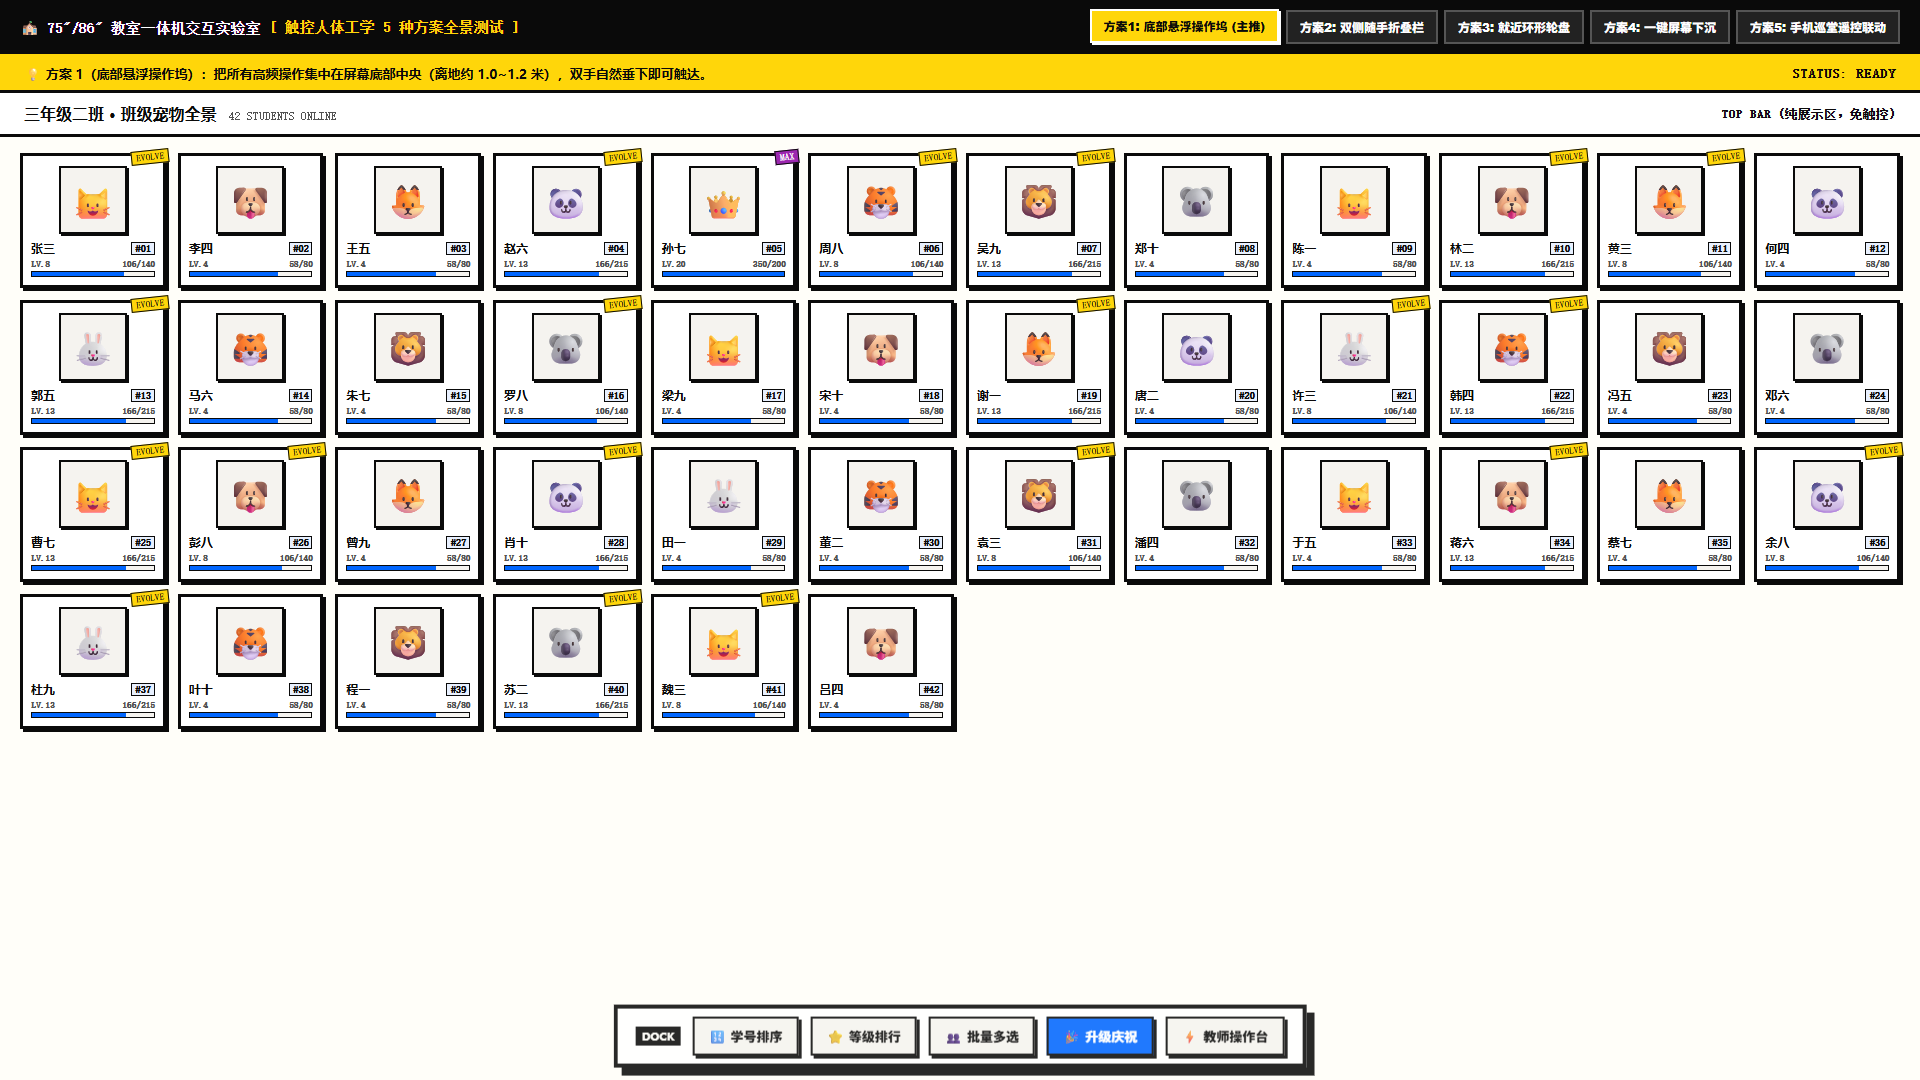 75″/86″ 教室一体机交互实验室 [ 触控人体工学 5 种方案全景测试 ]
方案1: 底部悬浮操作坞 (主推) 方案2: 双侧随手折叠栏 方案3: 就近环形轮盘 方案4: 一键屏幕下沉 方案5: 手机巡堂遥控联动
方案 1（底部悬浮操作坞）: 把所有高频操作集中在屏幕底部中央（离地约 1.0~1.2 米），双手自然垂下即可触达。 STATUS: READY
三年级二班 • 班级宠物全景 42 STUDENTS ONLINE TOP BAR (纯展示区，免触控)
EVOLVE EVOLVE MAX EVOLVE EVOLVE EVOLVE EVOLVE
张三 #01 李四 #02 王五 #03 赵六 #04 孙七 #05 周八 #06 吴九 #07 郑十 #08 陈一 #09 林二 #10 黄三 #11 何四 #12
LV.8 106/140 LV.4 58/80 LV.4 58/80 LV.13 166/215 LV.20 350/200 LV.8 106/140 LV.13 166/215 LV.4 58/80 LV.4 58/80 LV.13 166/215 LV.8 106/140 LV.4 58/80
EVOLVE EVOLVE EVOLVE EVOLVE EVOLVE
郭五 #13 马六 #14 朱七 #15 罗八 #16 梁九 #17 宋十 #18 谢一 #19 唐二 #20 许三 #21 韩四 #22 冯五 #23 邓六 #24
LV.13 166/215 LV.4 58/80 LV.4 58/80 LV.8 106/140 LV.4 58/80 LV.4 58/80 LV.13 166/215 LV.4 58/80 LV.8 106/140 LV.13 166/215 LV.4 58/80 LV.4 58/80
EVOLVE EVOLVE EVOLVE EVOLVE EVOLVE EVOLVE
曹七 #25 彭八 #26 曾九 #27 肖十 #28 田一 #29 董二 #30 袁三 #31 潘四 #32 于五 #33 蒋六 #34 蔡七 #35 余八 #36
LV.13 166/215 LV.8 106/140 LV.4 58/80 LV.13 166/215 LV.4 58/80 LV.4 58/80 LV.8 106/140 LV.4 58/80 LV.4 58/80 LV.13 166/215 LV.4 58/80 LV.8 106/140
EVOLVE EVOLVE EVOLVE
杜九 #37 叶十 #38 程一 #39 苏二 #40 魏三 #41 吕四 #42
LV.13 166/215 LV.4 58/80 LV.4 58/80 LV.13 166/215 LV.8 106/140 LV.4 58/80
DOCK 学号排序 等级排行 批量多选 升级庆祝 教师操作台